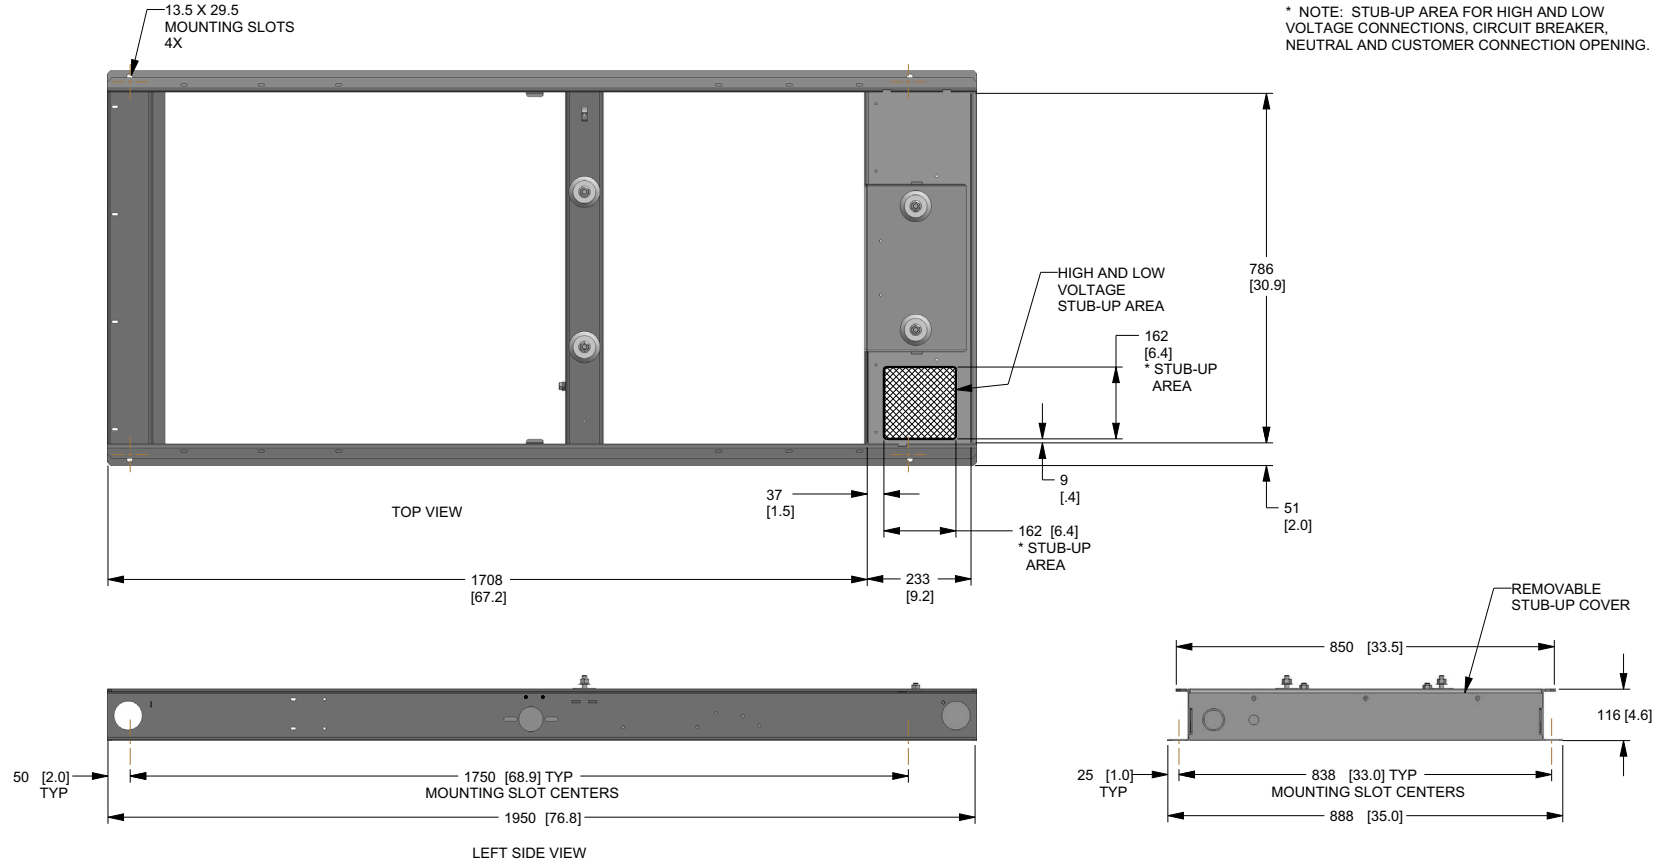 13.5 X 29.5
MOUNTING SLOTS
4X
* NOTE: STUB-UP AREA FOR HIGH AND LOW
VOLTAGE CONNECTIONS, CIRCUIT BREAKER,
NEUTRAL AND CUSTOMER CONNECTION OPENING.
HIGH AND LOW
VOLTAGE
STUB-UP AREA
786
[30.9]
162
[6.4]
* STUB-UP
AREA
9
[.4]
37
[1.5]
51
[2.0]
162 [6.4]
* STUB-UP
AREA
TOP VIEW
1708
[67.2]
233
[9.2]
REMOVABLE
STUB-UP COVER
850 [33.5]
116 [4.6]
50 [2.0]
TYP
1750 [68.9] TYP
MOUNTING SLOT CENTERS
1950 [76.8]
LEFT SIDE VIEW
25 [1.0]
TYP
838 [33.0] TYP
MOUNTING SLOT CENTERS
888 [35.0]